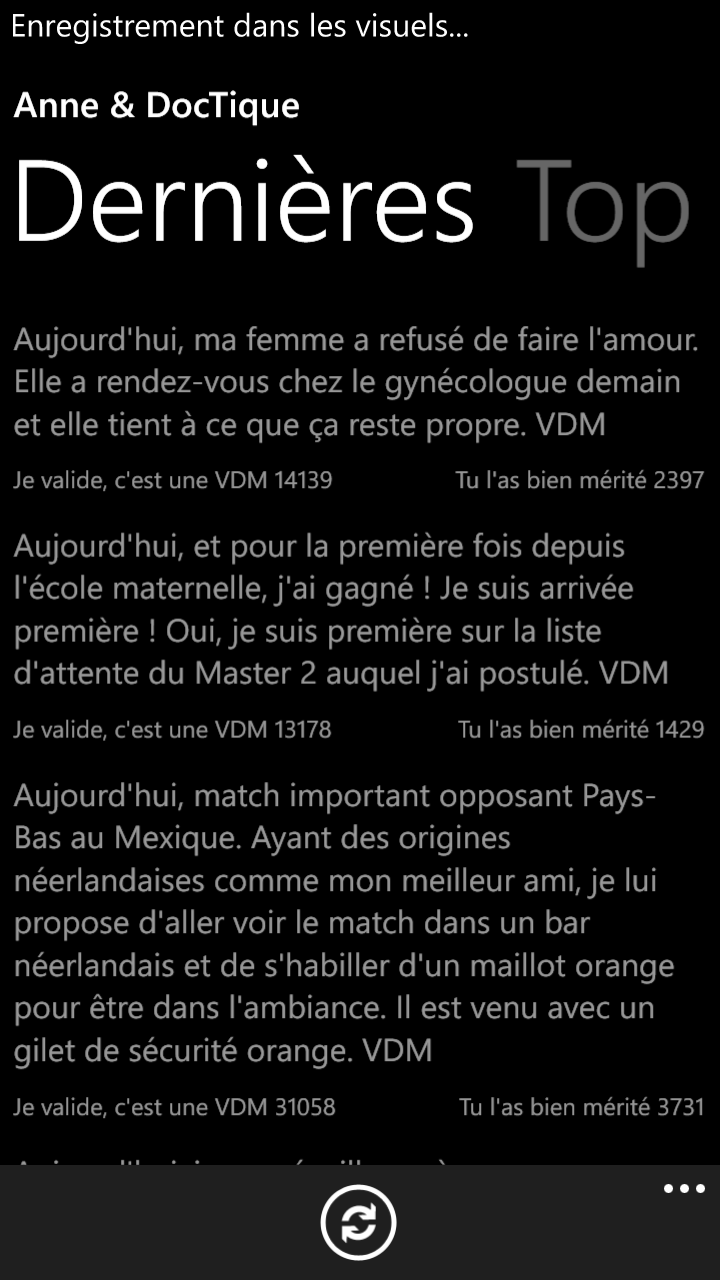 Enregistrement dans les visuels...
Anne & DocTique
Dernières Top
Aujourd'hui, ma femme a refusé de faire l'amour.
Elle a rendez-vous chez le gynécologue demain
et elle tient à ce que ça reste propre. VDM
Je valide, c'est une VDM 14139 Tu l'as bien mérité 2397
Aujourd'hui, et pour la première fois depuis
l'école maternelle, j'ai gagné ! Je suis arrivée
première ! Oui, je suis première sur la liste
d'attente du Master 2 auquel j'ai postulé. VDM
Je valide, c'est une VDM 13178 Tu l'as bien mérité 1429
Aujourd'hui, match important opposant Pays-
Bas au Mexique. Ayant des origines
néerlandaises comme mon meilleur ami, je lui
propose d'aller voir le match dans un bar
néerlandais et de s'habiller d'un maillot orange
pour être dans l'ambiance. Il est venu avec un
gilet de sécurité orange. VDM
Je valide, c'est une VDM 31058 Tu l'as bien mérité 3731